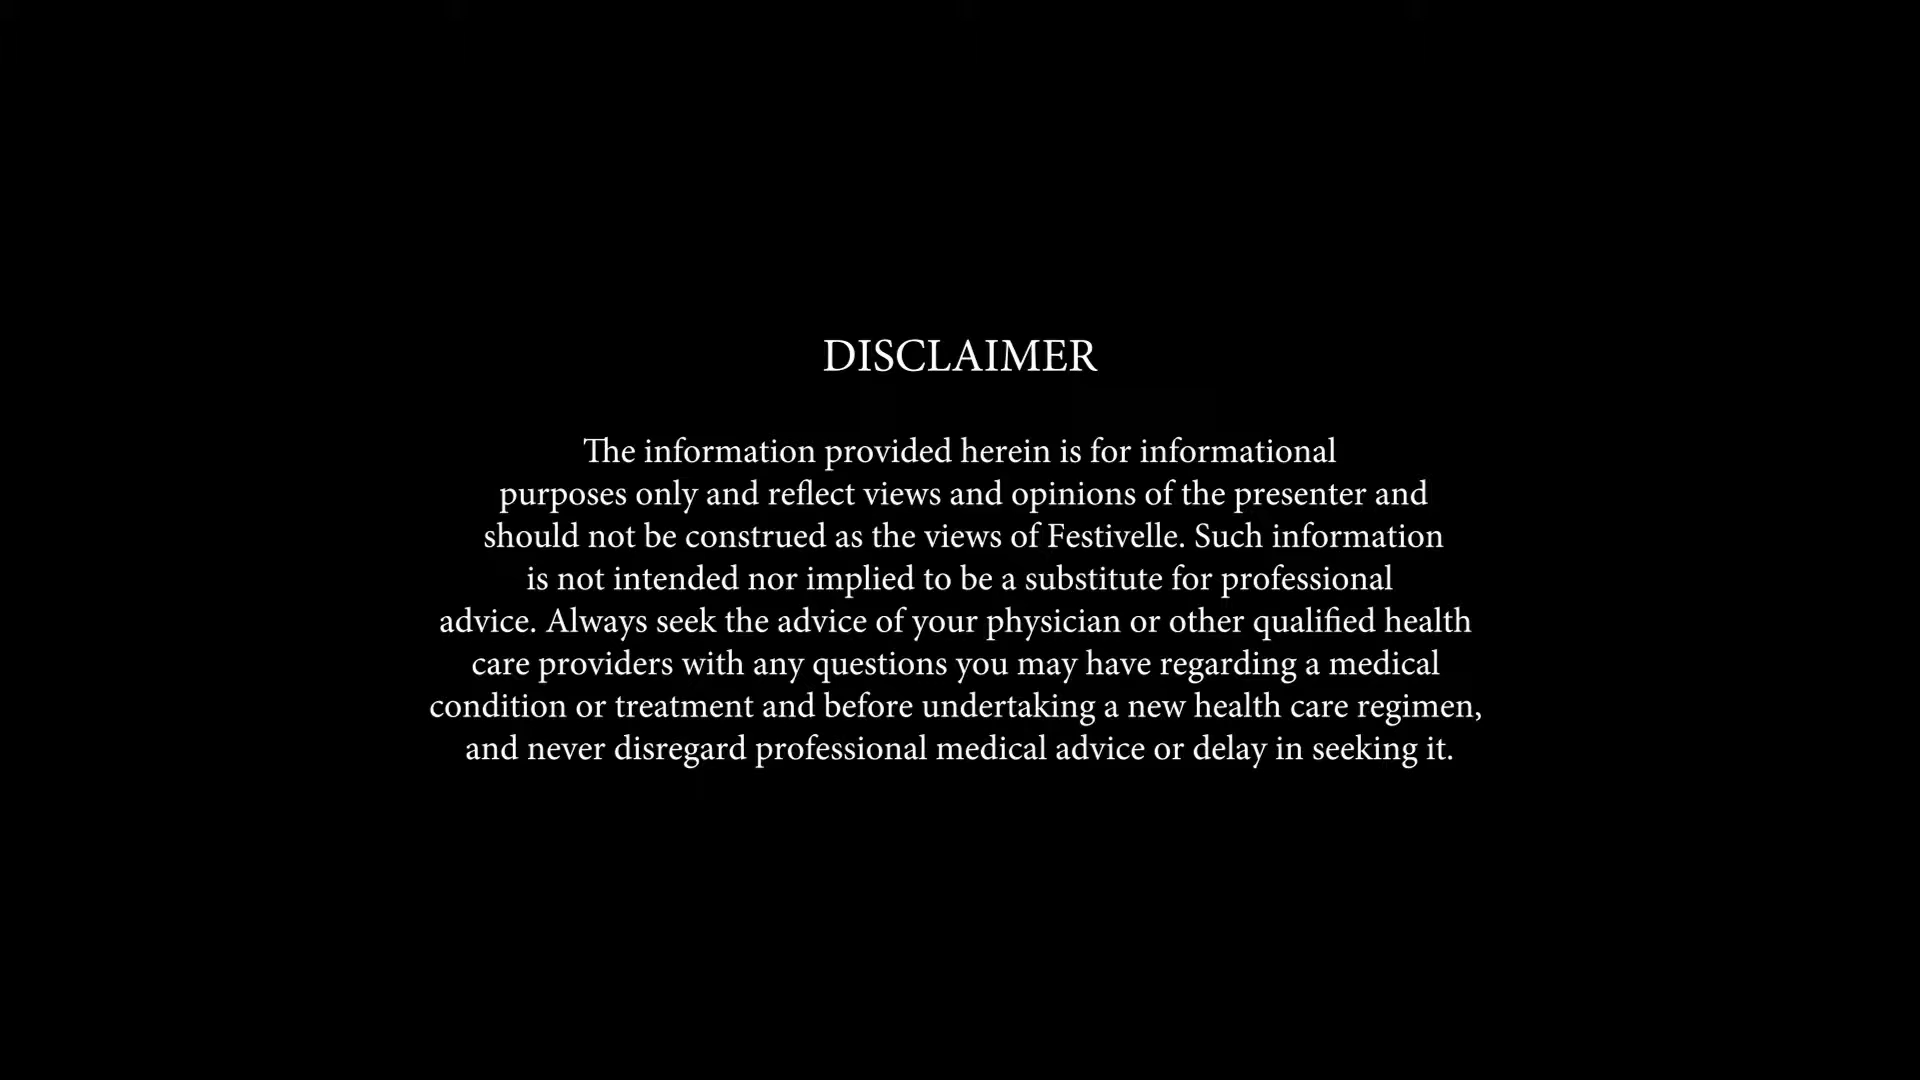 DISCLAIMER
The information provided herein is for informational
purposes only and reflect views and opinions of the presenter and
should not be construed as the views of Festivelle. Such information
is not intended nor implied to be a substitute for professional
advice. Always seek the advice of your physician or other qualified health
care providers with any questions you may have regarding a medical
condition or treatment and before undertaking a new health care regimen,
and never disregard professional medical advice or delay in seeking it.